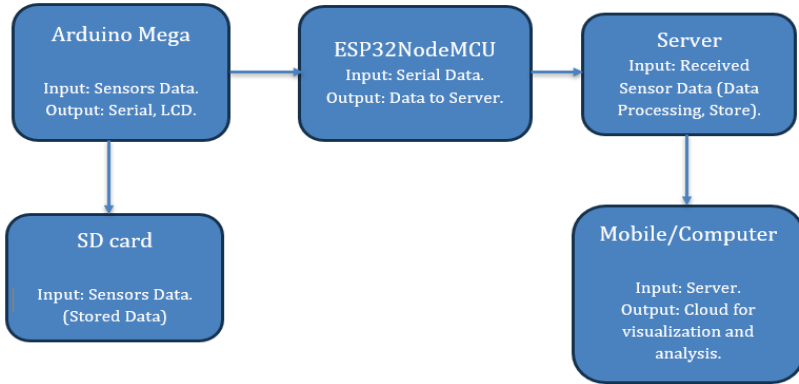 Arduino Mega
Input: Sensors Data.
Output: Serial, LCD.
ESP32NodeMCU
Input: Serial Data.
Output: Data to Server.
Server
Input: Received
Sensor Data (Data
Processing, Store).
SD card
Input: Sensors Data.
(Stored Data)
Mobile/Computer
Input: Server.
Output: Cloud for
visualization and
analysis.